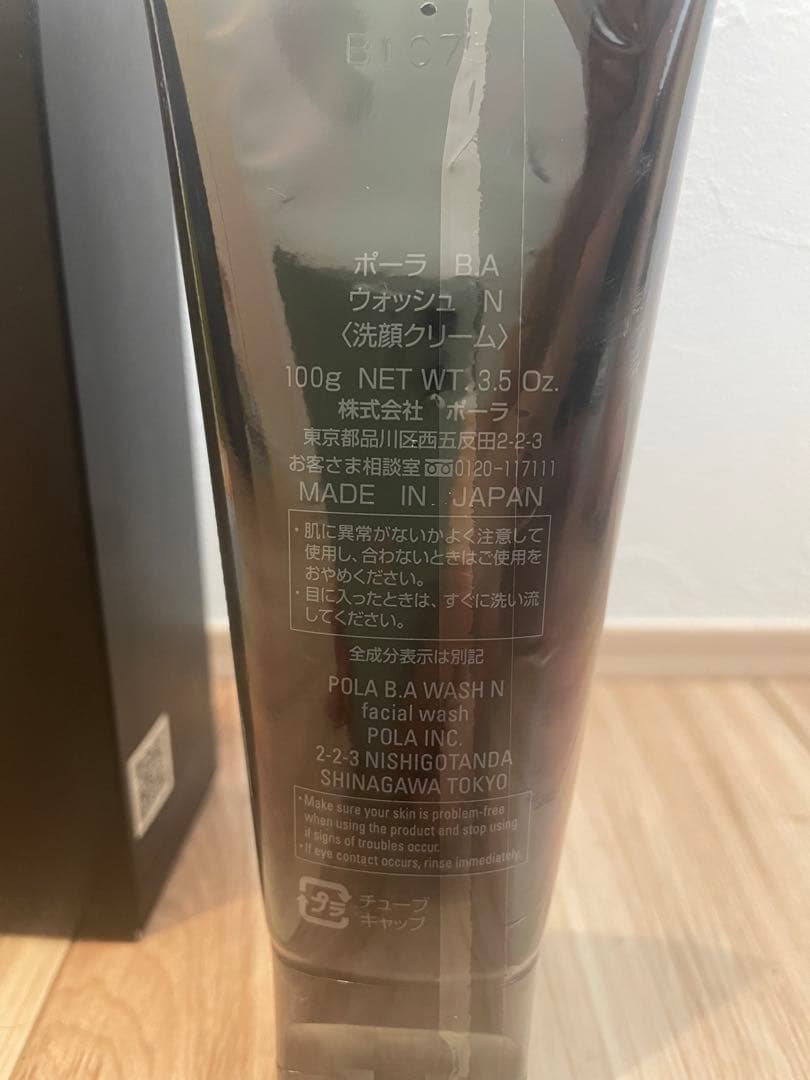 ポーラ B.A
ウォッシュ N
〈洗顔クリーム〉
100g NET WT. 3.5 Oz.
株式会社 ポーラ
東京都品川区西五反田2-2-3
お客さま相談室 0120-117111
MADE IN JAPAN
・肌に異常がないかよく注意して
使用し、合わないときはご使用を
おやめください。
・目に入ったときは、すぐに洗い流
してください。
全成分表示は別記
POLA B.A WASH N
facial wash
POLA INC.
2-2-3 NISHIGOTANDA
SHINAGAWA TOKYO
・Make sure your skin is problem-free
when using the product and stop using
if signs of troubles occur.
・If eye contact occurs, rinse immediately.
プラ チューブ
キャップ